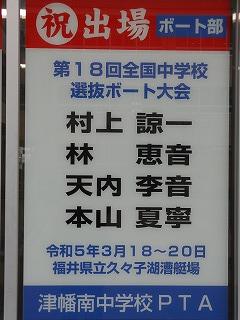 祝 出場 ボート部
第18回全国中学校
選抜ボート大会
村上 諒一
林 恵音
天内 李音
本山 夏寧
令和5年3月18～20日
福井県立久々子湖漕艇場
津幡南中学校PTA